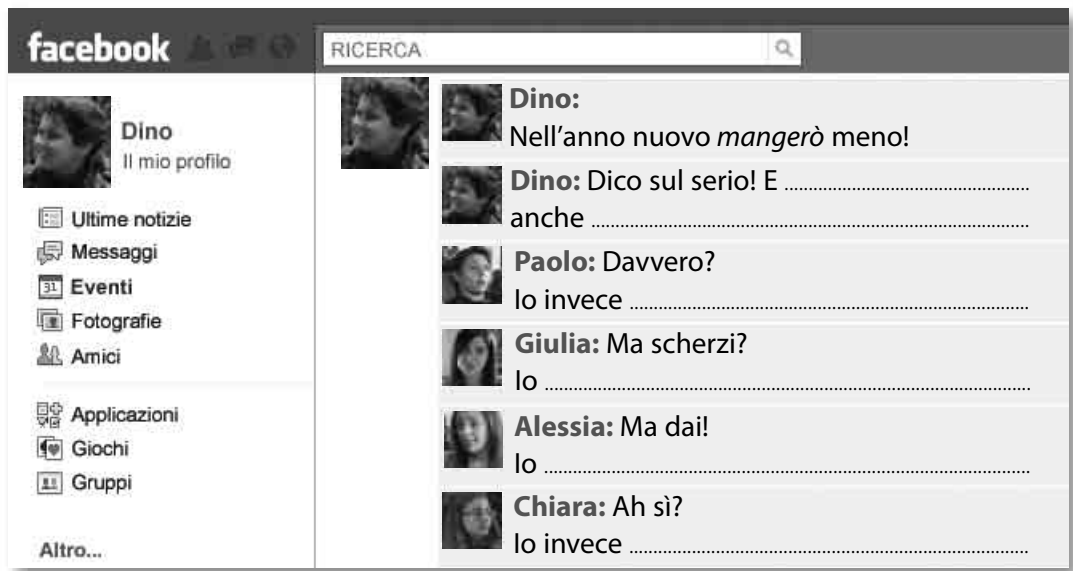 facebook
RICERCA
Dino
Il mio profilo
Ultime notizie
Messaggi
31
Eventi
Fotografie
Amici
Applicazioni
Giochi
Gruppi
Altro...
Dino:
Nell'anno nuovo mangerò meno!
Dino: Dico sul serio! E ..................................................
anche ..................................................
Paolo: Davvero?
Io invece ..................................................
Giulia: Ma scherzi?
Io ..................................................
Alessia: Ma dai!
Io ..................................................
Chiara: Ah sì?
Io invece ..................................................